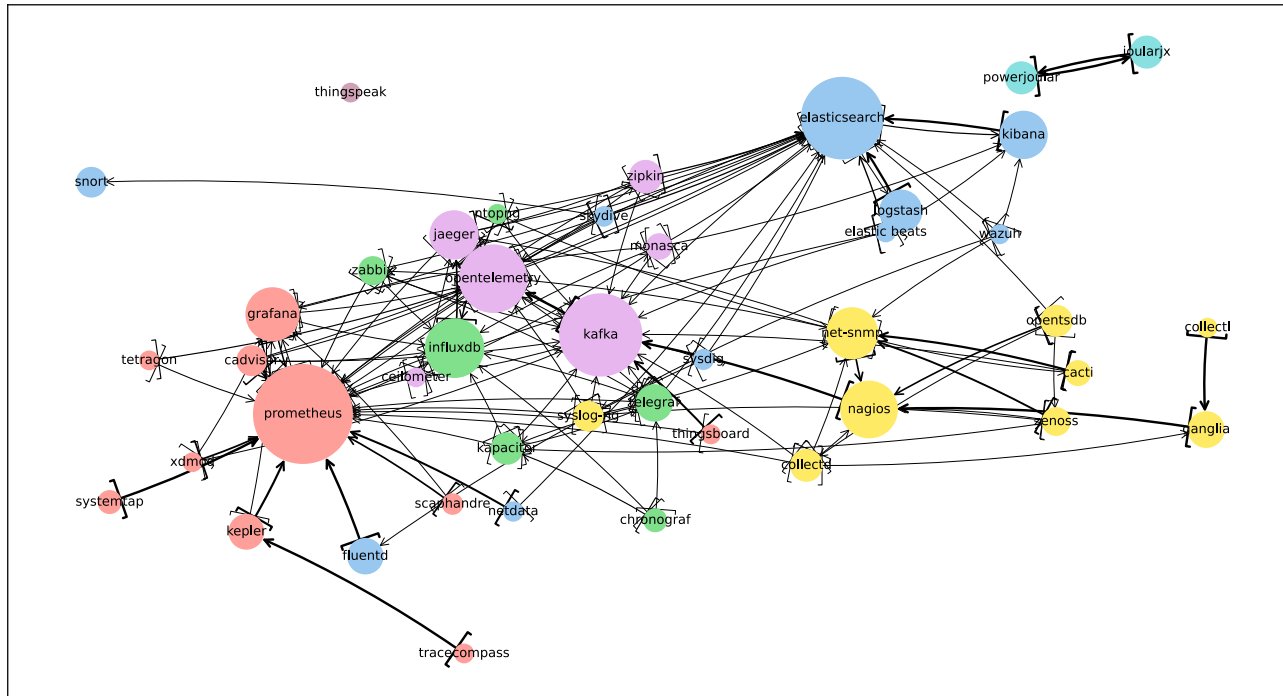 joularjx
powerjoular
thingspeak
elasticsearch
kibana
zipkin
snort
ntopng
skydive
logstash
elastic beats
wazuh
jaeger
monasca
zabbix
opentelemetry
grafana
kafka
net-snmp
opentsdb
collectl
influxdb
tetragon
cadvisor
sysdig
cacti
ceilometer
prometheus
telegraf
syslog-ng
nagios
zenoss
ganglia
thingsboard
kapacitor
xdmod
collectd
systemtap
scaphandre
netdata
chronograf
kepler
fluentd
tracecompass